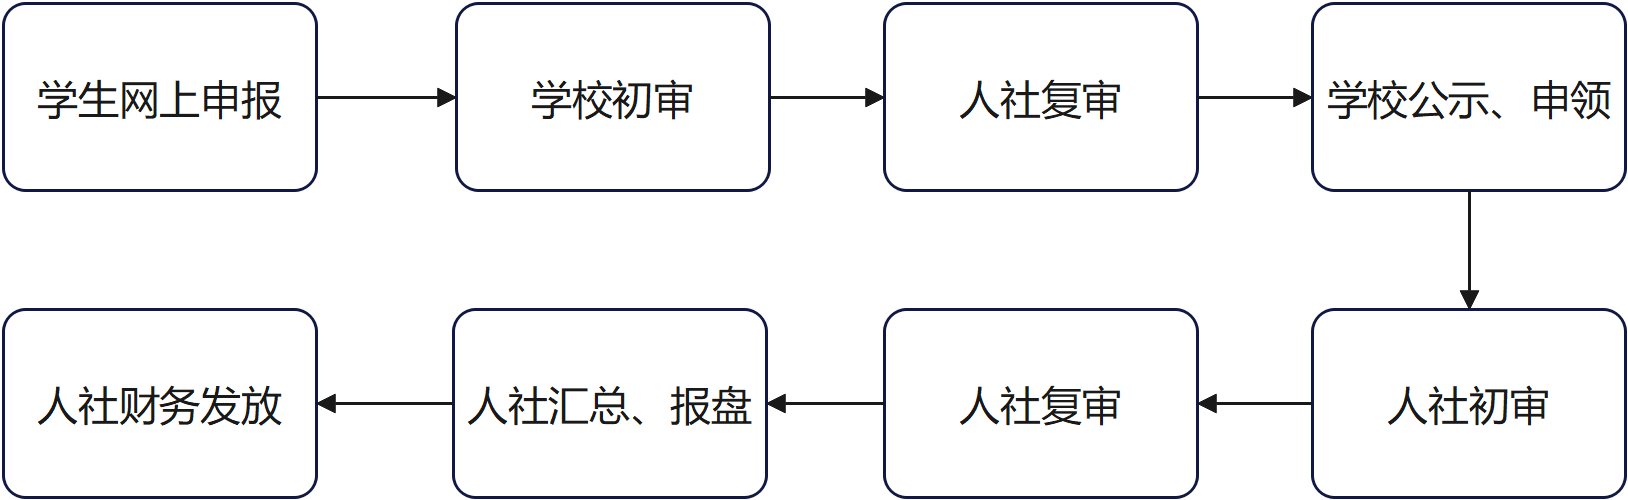 学生网上申报
学校初审
人社复审
学校公示、申领
人社初审
人社复审
人社汇总、报盘
人社财务发放